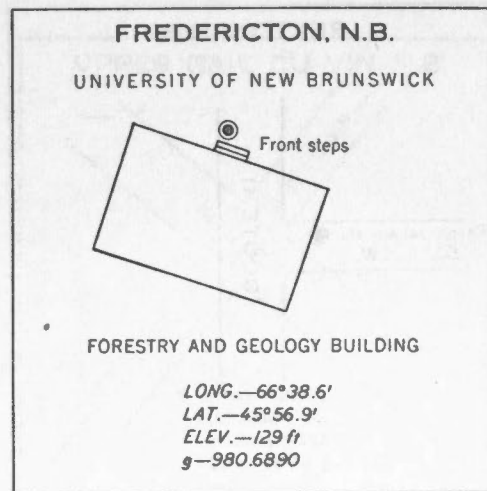 FREDERICTON, N.B.
UNIVERSITY OF NEW BRUNSWICK
Front steps
FORESTRY AND GEOLOGY BUILDING
LONG.—66°38.6'
LAT.—45°56.9'
ELEV.—129 ft
g—980.6890